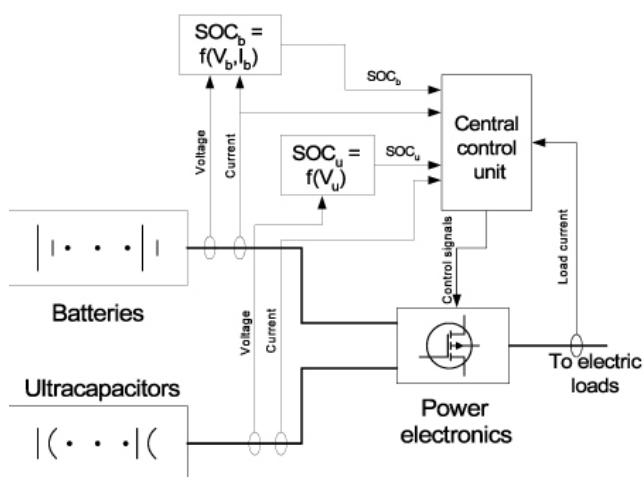 SOC_b =
f(V_b,I_b)
SOC_b
Central
control
unit
SOC_u =
f(V_u)
SOC_u
Voltage
Current
Load current
Control signals
Batteries
Voltage
Current
To electric
loads
Ultracapacitors
Power
electronics